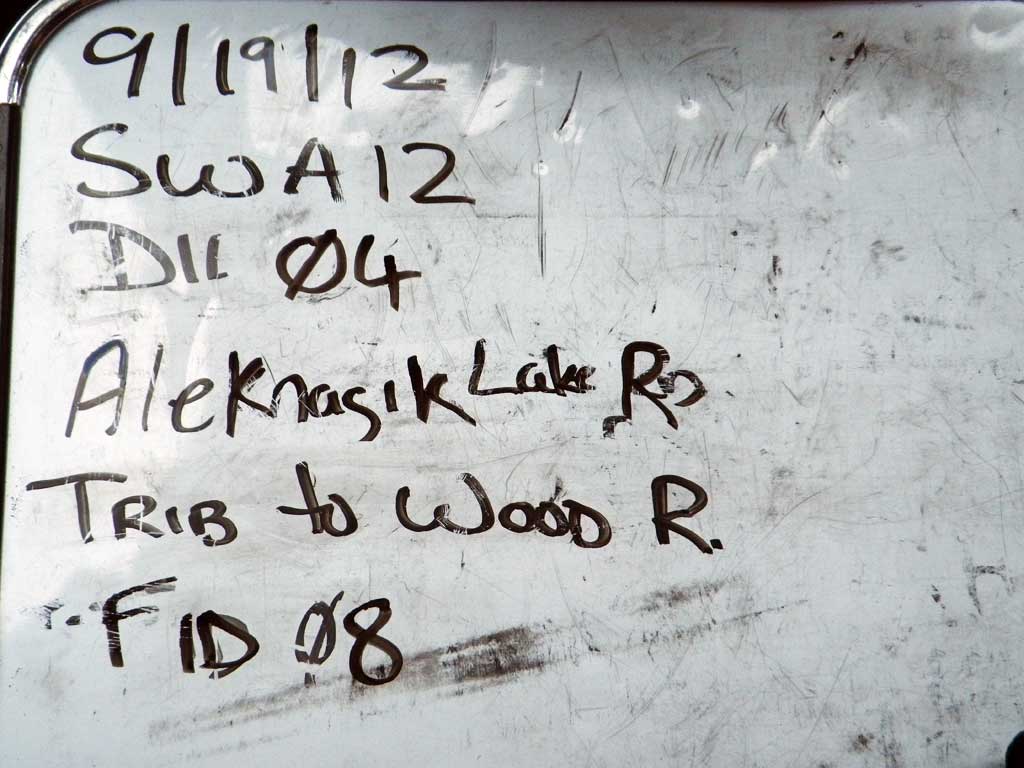 9/19/12
SWA12
DIL Ø4
Aleknagik Lake RD
TRIB to WOOD R.
FID Ø8